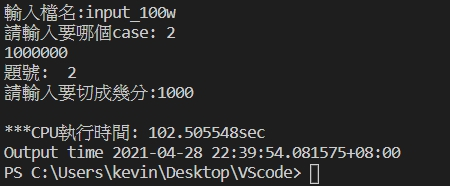 輸入檔名:input_100w
請輸入要哪個case: 2
1000000
題號:  2
請輸入要切成幾分:1000
***CPU執行時間: 102.505548sec
Output time 2021-04-28 22:39:54.081575+08:00
PS C:\Users\kevin\Desktop\VScode>